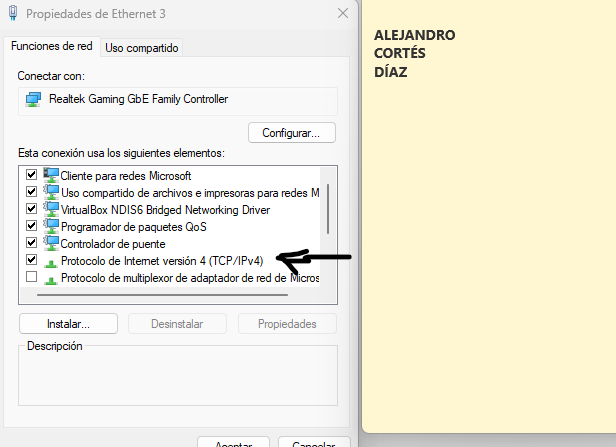 Propiedades de Ethernet 3
Funciones de red
Uso compartido
Conectar con:
Realtek Gaming GbE Family Controller
Configurar...
Esta conexión usa los siguientes elementos:
Cliente para redes Microsoft
Uso compartido de archivos e impresoras para redes M
VirtualBox NDIS6 Bridged Networking Driver
Programador de paquetes QoS
Controlador de puente
Protocolo de Internet versión 4 (TCP/IPv4)
Protocolo de multiplexor de adaptador de red de Micros
Instalar...
Desinstalar
Propiedades
Descripción
Aceptar
Cancelar
ALEJANDRO
CORTÉS
DÍAZ